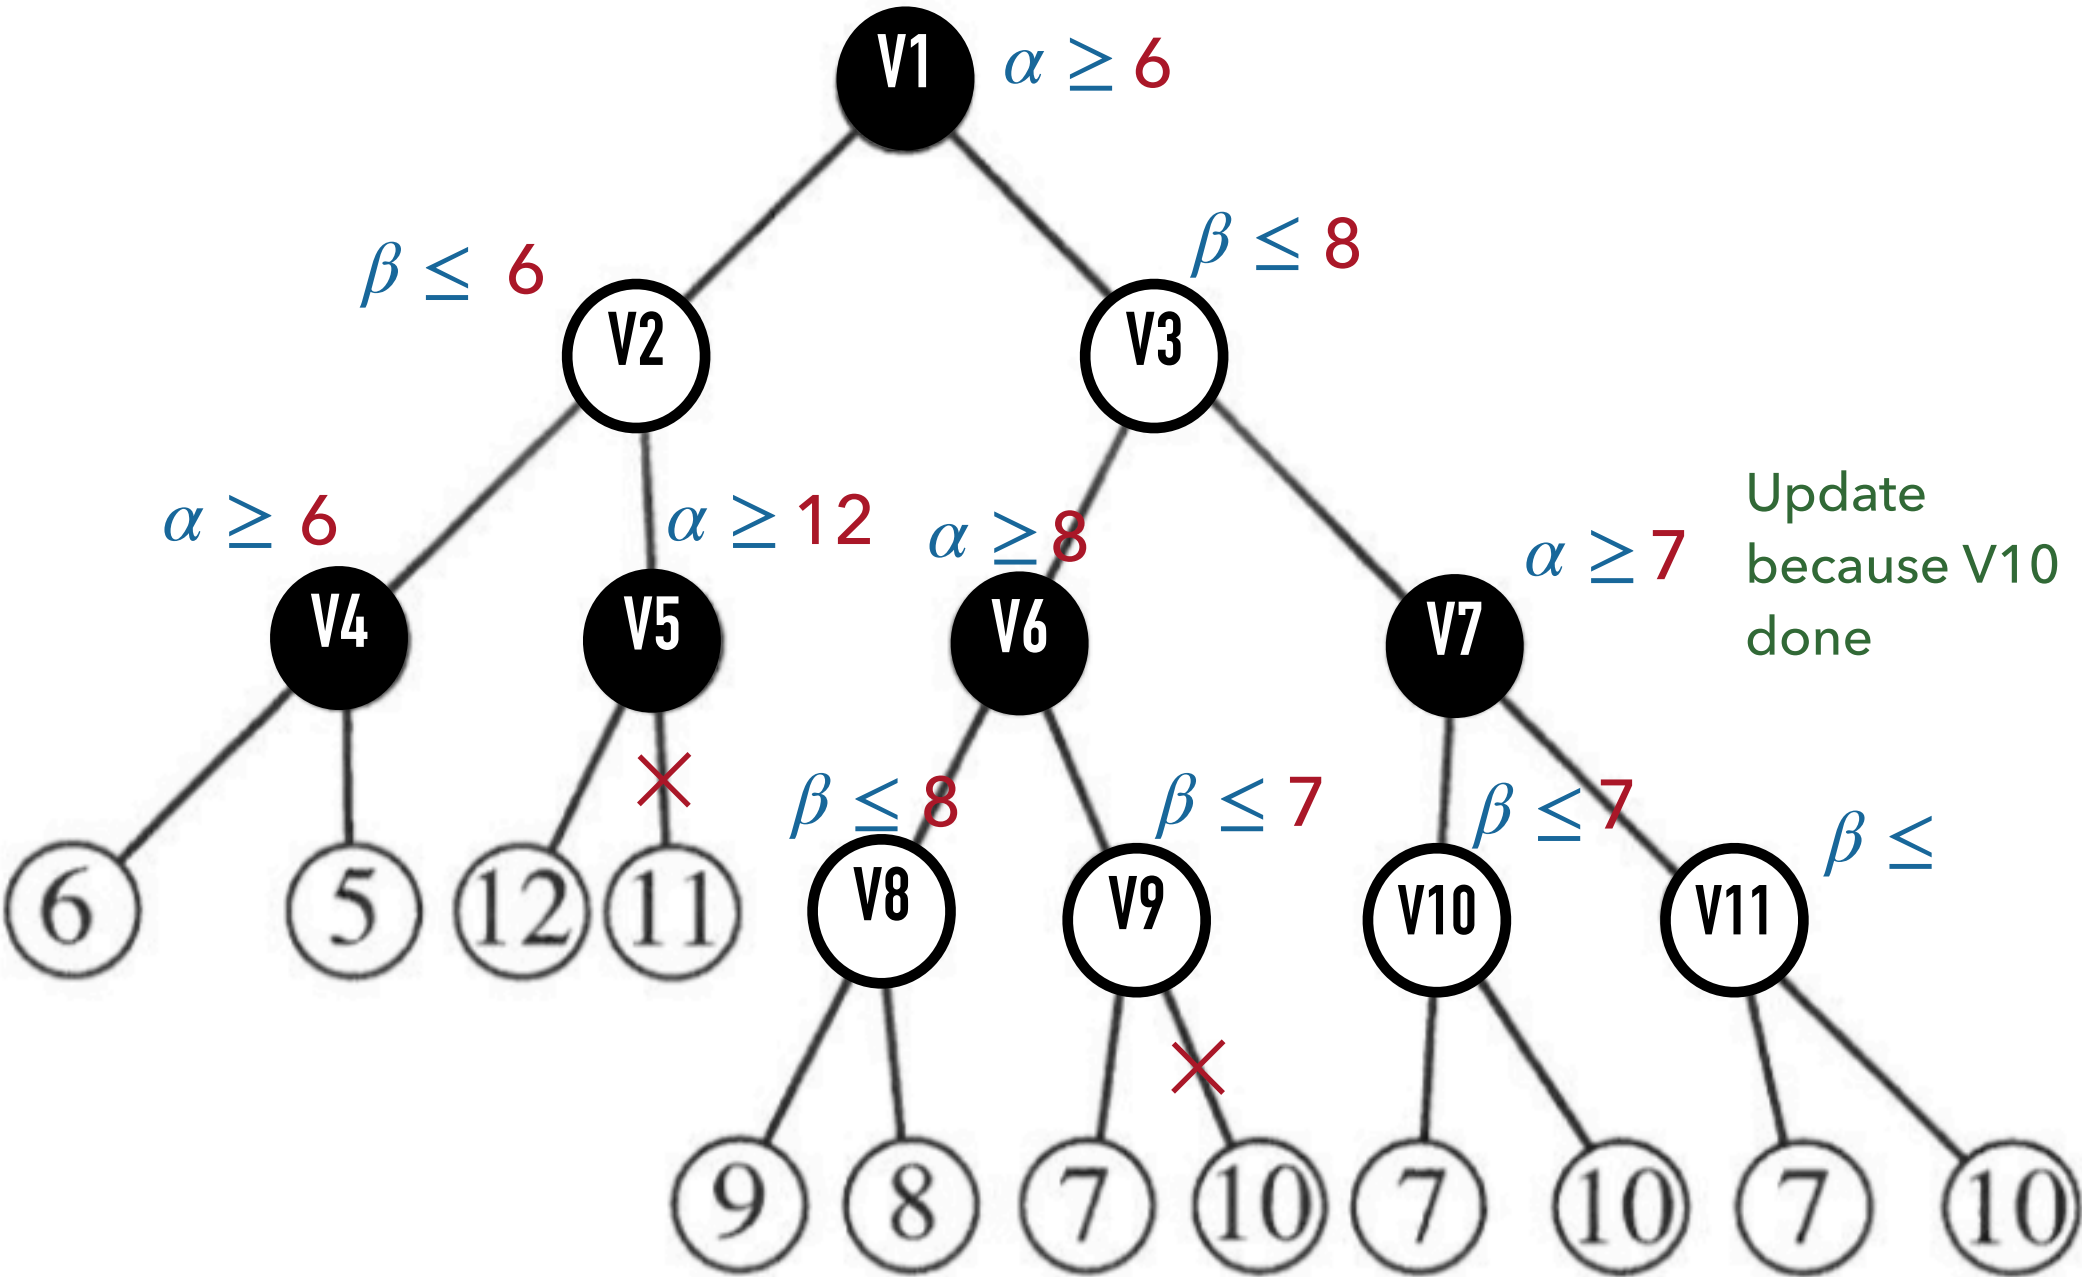 V1
α ≥ 6
β ≤ 6
β ≤ 8
V2
V3
α ≥ 6
α ≥ 12
α ≥ 8
α ≥ 7
Update
because V10
done
V4
V5
V6
V7
β ≤ 8
β ≤ 7
β ≤ 7
β ≤
6
5
12
11
V8
V9
V10
V11
9
8
7
10
7
10
7
10